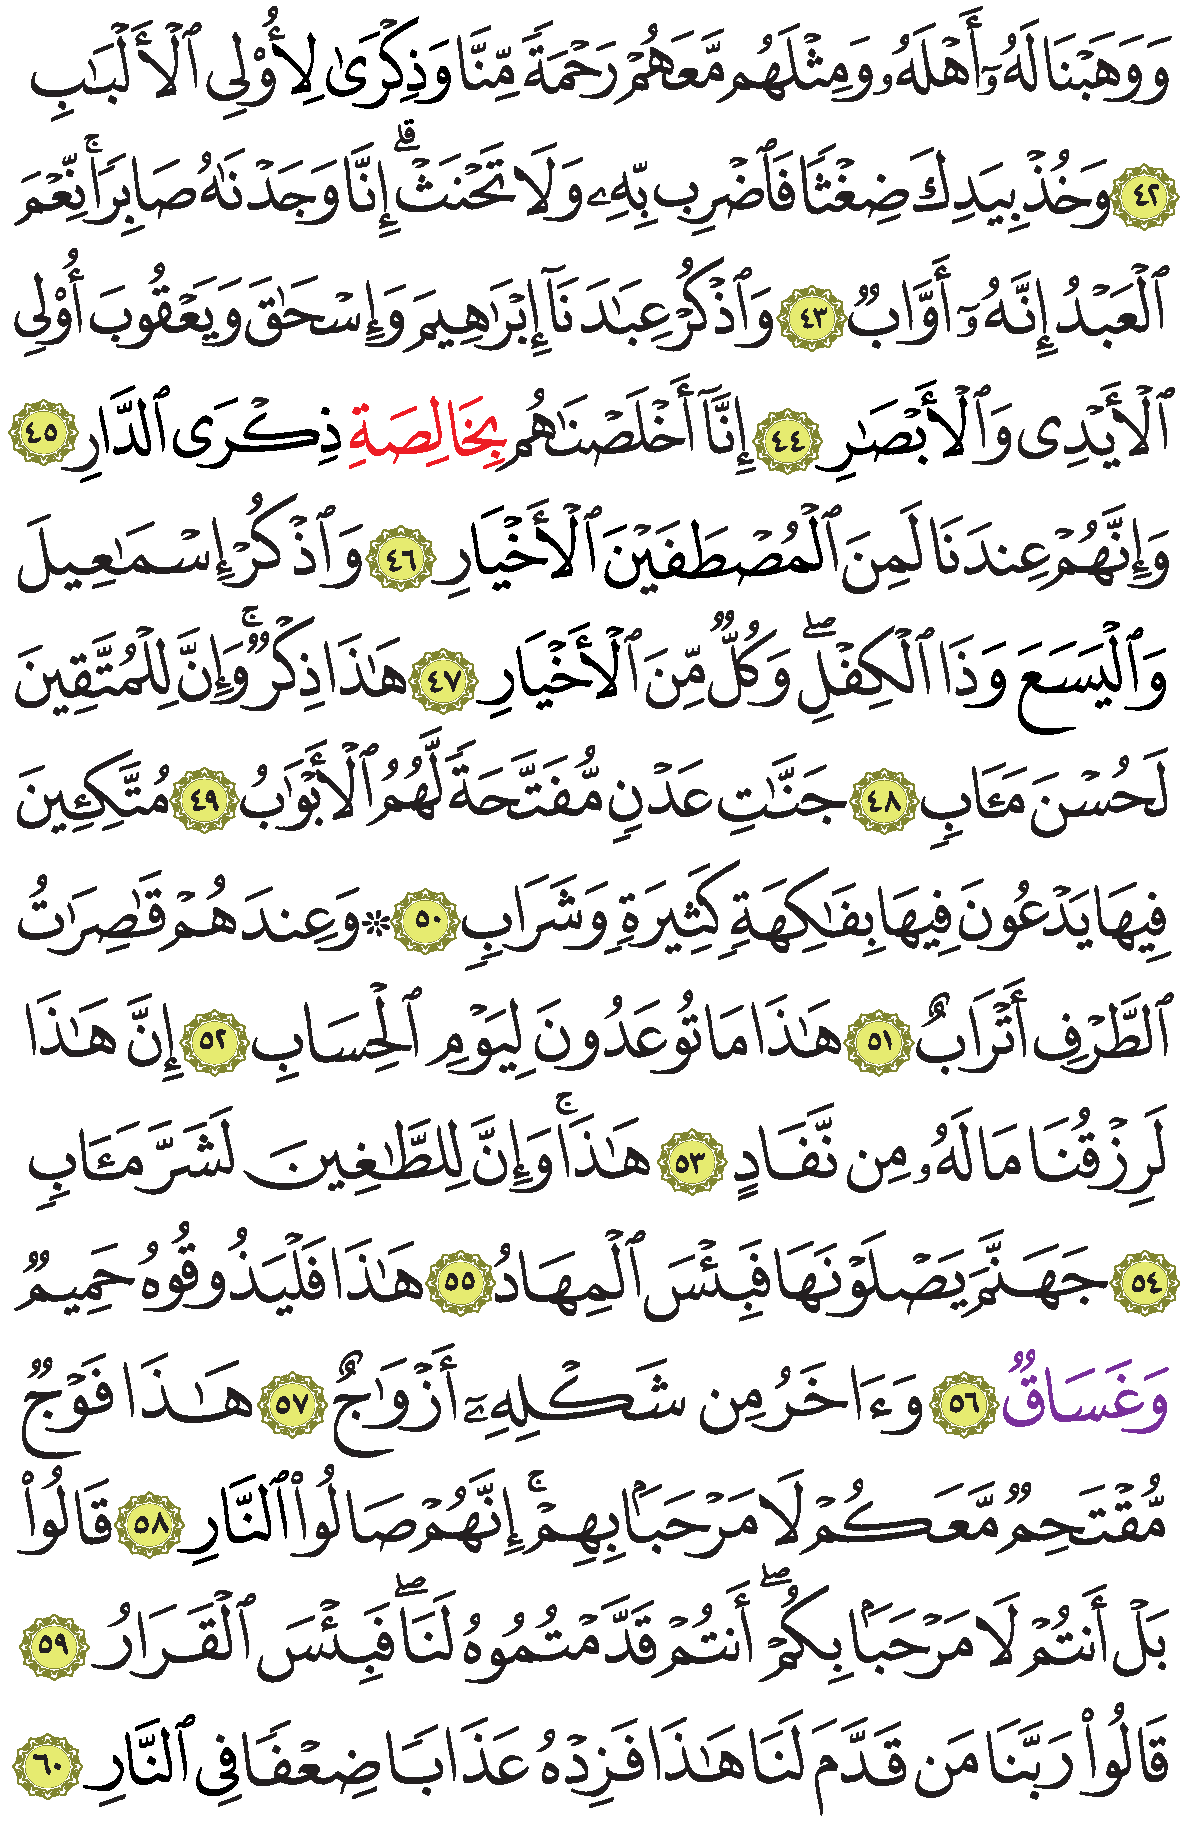 وَوَهَبْنَا لَهُۥٓ أَهْلَهُۥ وَمِثْلَهُم مَّعَهُمْ رَحْمَةً مِّنَّا وَذِكْرَىٰ لِأُوْلِى ٱلْأَلْبَـٰبِ
٤٢ وَخُذْ بِيَدِكَ ضِغْثًا فَٱضْرِب بِّهِۦ وَلَا تَحْنَثْ ۗ إِنَّا وَجَدْنَـٰهُ صَابِرًا ۚ نِّعْمَ
ٱلْعَبْدُ إِنَّهُۥٓ أَوَّابٌ ٤٣ وَٱذْكُرْ عِبَـٰدَنَآ إِبْرَٰهِيمَ وَإِسْحَـٰقَ وَيَعْقُوبَ أُوْلِى
ٱلْأَيْدِى وَٱلْأَبْصَـٰرِ ٤٤ إِنَّآ أَخْلَصْنَـٰهُم بِخَالِصَةِ ذِكْرَى ٱلدَّارِ ٤٥
وَإِنَّهُمْ عِندَنَا لَمِنَ ٱلْمُصْطَفَيْنَ ٱلْأَخْيَارِ ٤٦ وَٱذْكُرْ إِسْمَـٰعِيلَ
وَٱلْيَسَعَ وَذَا ٱلْكِفْلِ ۖ وَكُلٌّ مِّنَ ٱلْأَخْيَارِ ٤٧ هَـٰذَا ذِكْرٌ ۚ وَإِنَّ لِلْمُتَّقِينَ
لَحُسْنَ مَـَٔابٍ ٤٨ جَنَّـٰتِ عَدْنٍ مُّفَتَّحَةً لَّهُمُ ٱلْأَبْوَٰبُ ٤٩ مُتَّكِـِٔينَ
فِيهَا يَدْعُونَ فِيهَا بِفَـٰكِهَةٍ كَثِيرَةٍ وَشَرَابٍ ٥٠ ۞ وَعِندَهُمْ قَـٰصِرَٰتُ
ٱلطَّرْفِ أَتْرَابٌ ٥١ هَـٰذَا مَا تُوعَدُونَ لِيَوْمِ ٱلْحِسَابِ ٥٢ إِنَّ هَـٰذَا
لَرِزْقُنَا مَا لَهُۥ مِن نَّفَادٍ ٥٣ هَـٰذَا ۚ وَإِنَّ لِلطَّـٰغِينَ لَشَرَّ مَـَٔابٍ
٥٤ جَهَنَّمَ يَصْلَوْنَهَا فَبِئْسَ ٱلْمِهَادُ ٥٥ هَـٰذَا فَلْيَذُوقُوهُ حَمِيمٌ
وَغَسَاقٌ ٥٦ وَءَاخَرُ مِن شَكْلِهِۦٓ أَزْوَٰجٌ ٥٧ هَـٰذَا فَوْجٌ
مُّقْتَحِمٌ مَّعَكُمْ لَا مَرْحَبًۢا بِهِمْ ۚ إِنَّهُمْ صَالُوا۟ ٱلنَّارِ ٥٨ قَالُوا۟
بَلْ أَنتُمْ لَا مَرْحَبًۢا بِكُمْ ۖ أَنتُمْ قَدَّمْتُمُوهُ لَنَا ۖ فَبِئْسَ ٱلْقَرَارُ ٥٩
قَالُوا۟ رَبَّنَا مَن قَدَّمَ لَنَا هَـٰذَا فَزِدْهُ عَذَابًا ضِعْفًا فِى ٱلنَّارِ ٦٠